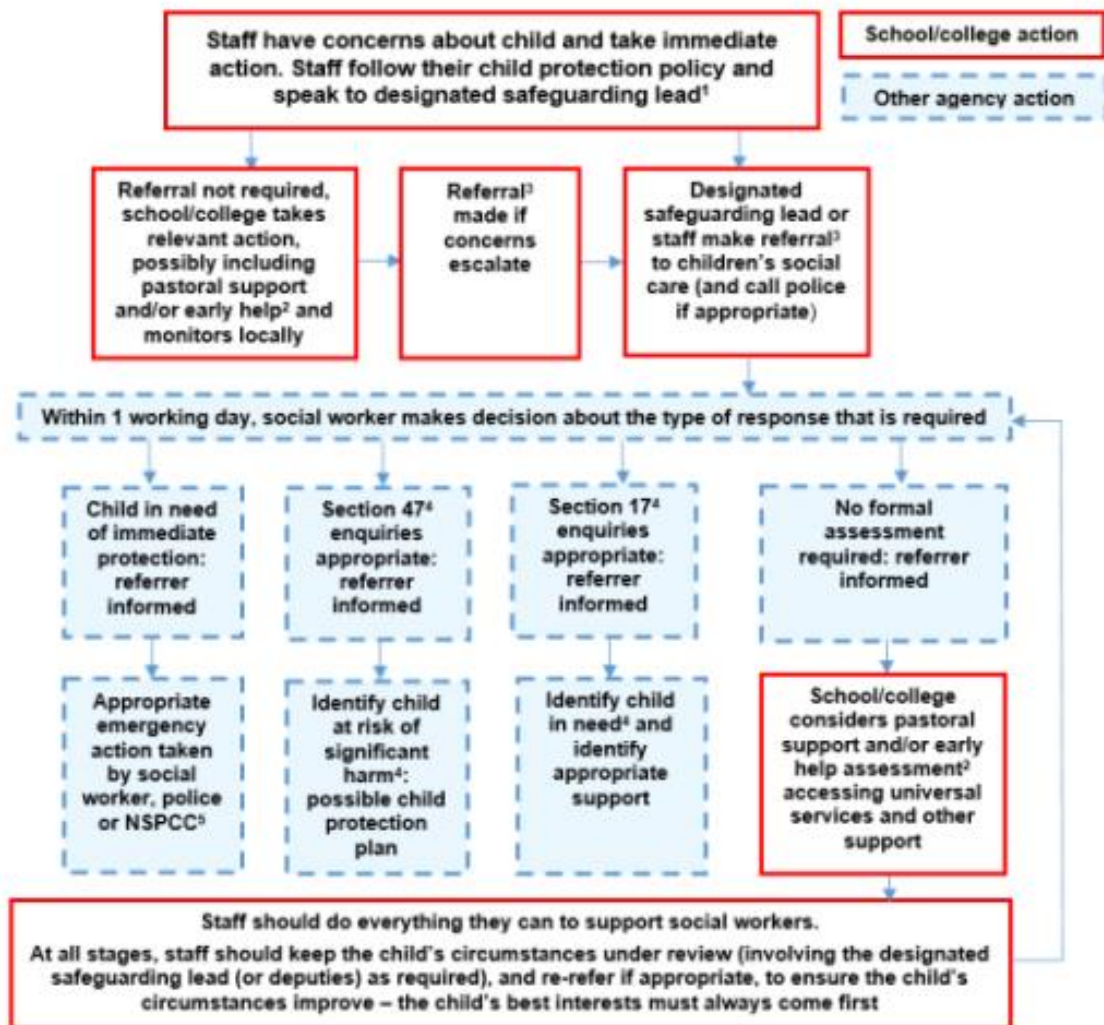 Staff have concerns about child and take immediate
action. Staff follow their child protection policy and
speak to designated safeguarding lead¹
School/college action
Other agency action
Referral not required,
school/college takes
relevant action,
possibly including
pastoral support
and/or early help² and
monitors locally
Referral³
made if
concerns
escalate
Designated
safeguarding lead or
staff make referral³
to children's social
care (and call police
if appropriate)
Within 1 working day, social worker makes decision about the type of response that is required
Child in need
of immediate
protection:
referrer
informed
Section 47⁴
enquiries
appropriate:
referrer
informed
Section 17⁴
enquiries
appropriate:
referrer
informed
No formal
assessment
required: referrer
informed
Appropriate
emergency
action taken
by social
worker, police
or NSPCC⁵
Identify child
at risk of
significant
harm⁴:
possible child
protection
plan
Identify child
in need⁴ and
identify
appropriate
support
School/college
considers pastoral
support and/or early
help assessment²
accessing universal
services and other
support
Staff should do everything they can to support social workers.
At all stages, staff should keep the child's circumstances under review (involving the designated
safeguarding lead (or deputies) as required), and re-refer if appropriate, to ensure the child's
circumstances improve – the child's best interests must always come first